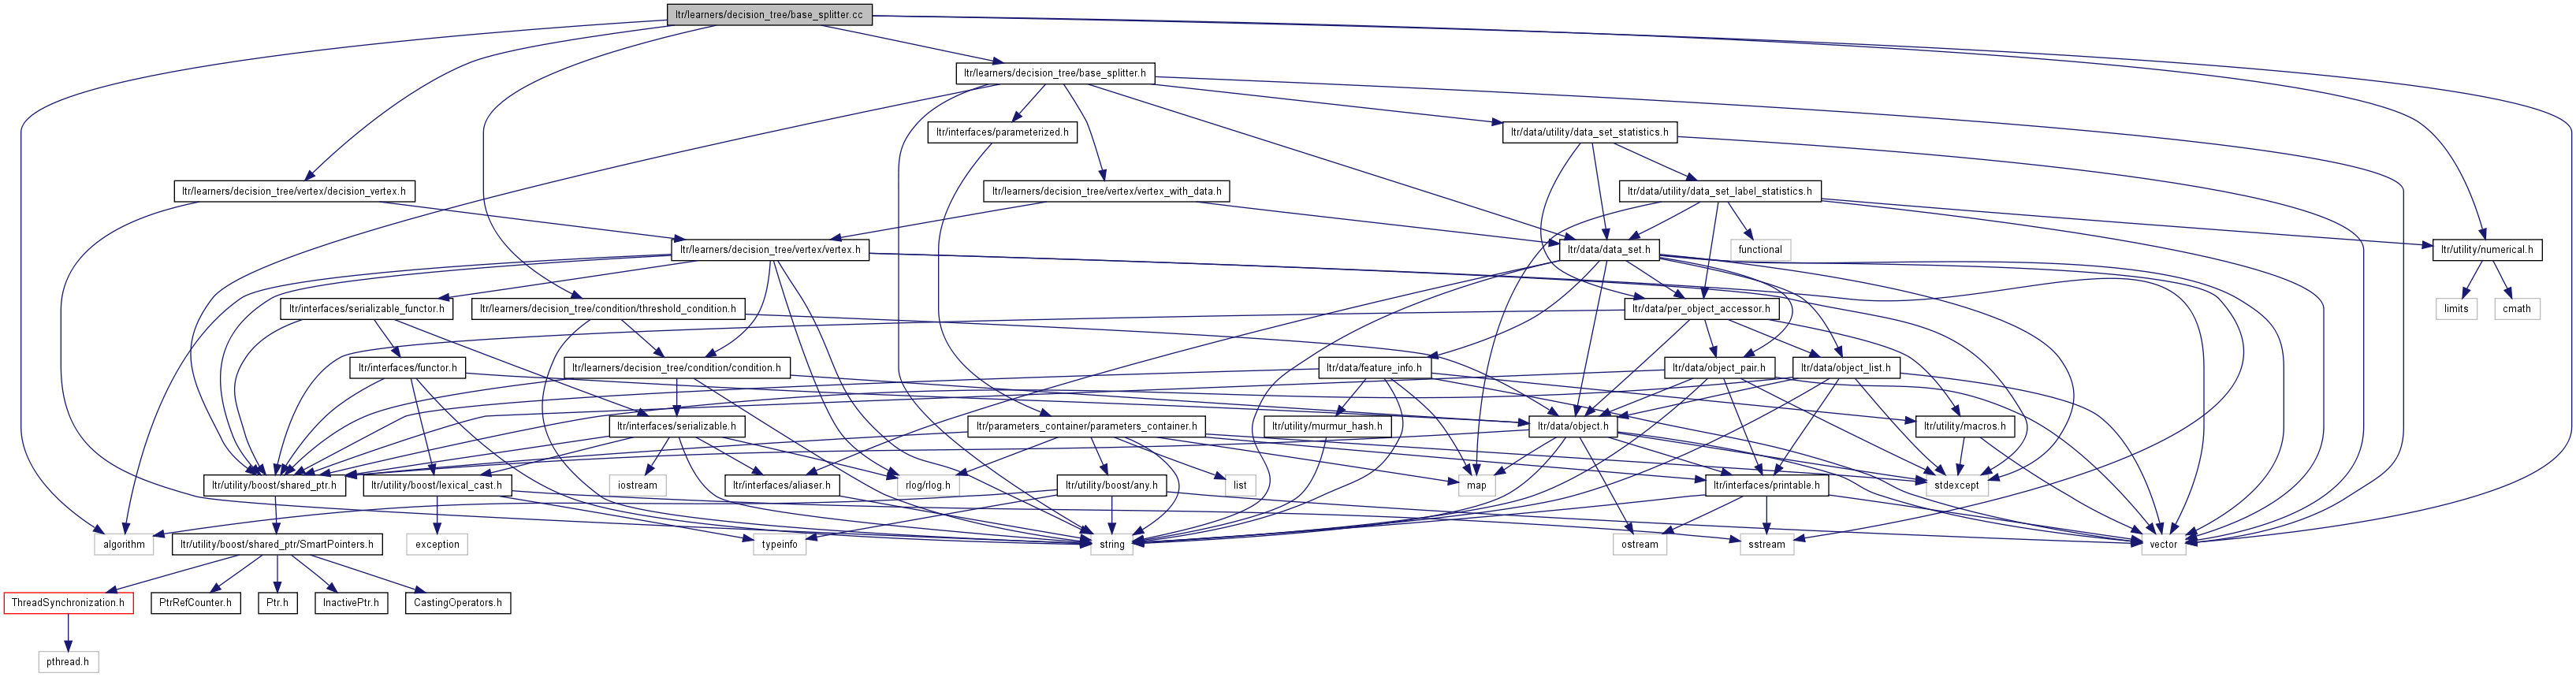 ltr/learners/decision_tree/base_splitter.cc
ltr/learners/decision_tree/base_splitter.h
ltr/interfaces/parameterized.h
ltr/data/utility/data_set_statistics.h
ltr/learners/decision_tree/vertex/decision_vertex.h
ltr/learners/decision_tree/vertex/vertex_with_data.h
ltr/data/utility/data_set_label_statistics.h
ltr/learners/decision_tree/vertex/vertex.h
ltr/data/data_set.h
functional
ltr/utility/numerical.h
ltr/interfaces/serializable_functor.h
ltr/learners/decision_tree/condition/threshold_condition.h
ltr/data/per_object_accessor.h
limits
cmath
ltr/interfaces/functor.h
ltr/learners/decision_tree/condition/condition.h
ltr/data/feature_info.h
ltr/data/object_pair.h
ltr/data/object_list.h
ltr/interfaces/serializable.h
ltr/parameters_container/parameters_container.h
ltr/utility/murmur_hash.h
ltr/data/object.h
ltr/utility/macros.h
ltr/utility/boost/shared_ptr.h
ltr/utility/boost/lexical_cast.h
iostream
ltr/interfaces/aliaser.h
rlog/rlog.h
ltr/utility/boost/any.h
list
map
ltr/interfaces/printable.h
stdexcept
algorithm
ltr/utility/boost/shared_ptr/SmartPointers.h
exception
typeinfo
string
ostream
sstream
vector
ThreadSynchronization.h
PtrRefCounter.h
Ptr.h
InactivePtr.h
CastingOperators.h
pthread.h